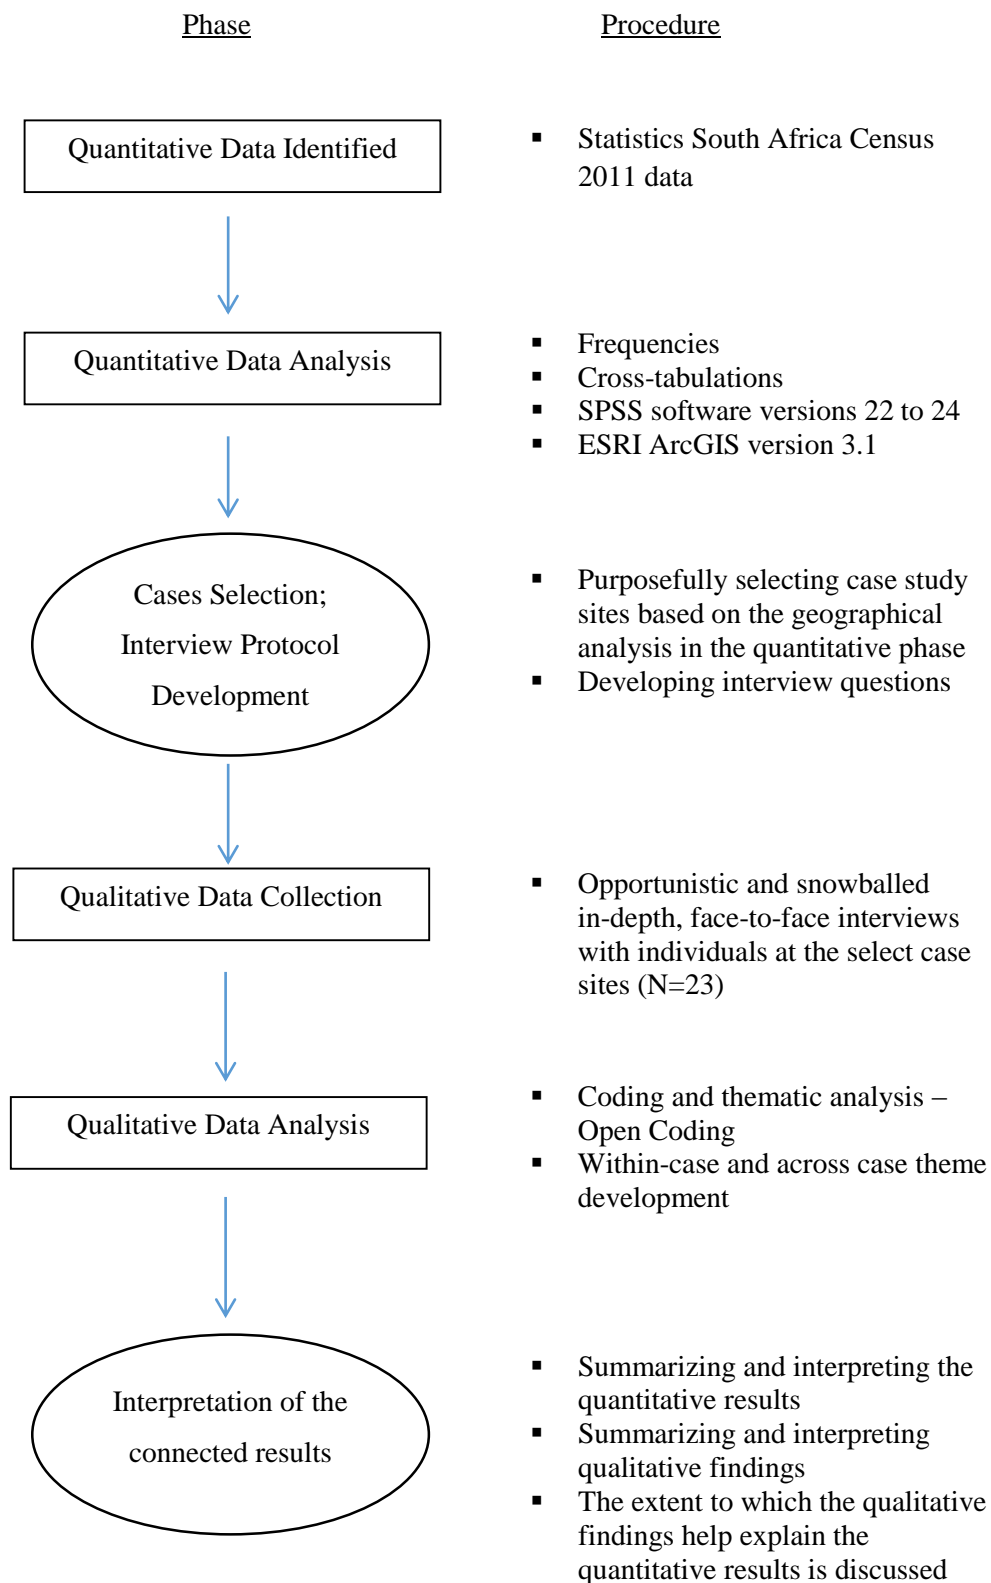 Phase
Procedure
Quantitative Data Identified
▪ Statistics South Africa Census
2011 data
Quantitative Data Analysis
▪ Frequencies
▪ Cross-tabulations
▪ SPSS software versions 22 to 24
▪ ESRI ArcGIS version 3.1
Cases Selection;
Interview Protocol
Development
▪ Purposefully selecting case study
sites based on the geographical
analysis in the quantitative phase
▪ Developing interview questions
Qualitative Data Collection
▪ Opportunistic and snowballed
in-depth, face-to-face interviews
with individuals at the select case
sites (N=23)
Qualitative Data Analysis
▪ Coding and thematic analysis –
Open Coding
▪ Within-case and across case theme
development
Interpretation of the
connected results
▪ Summarizing and interpreting the
quantitative results
▪ Summarizing and interpreting
qualitative findings
▪ The extent to which the qualitative
findings help explain the
quantitative results is discussed